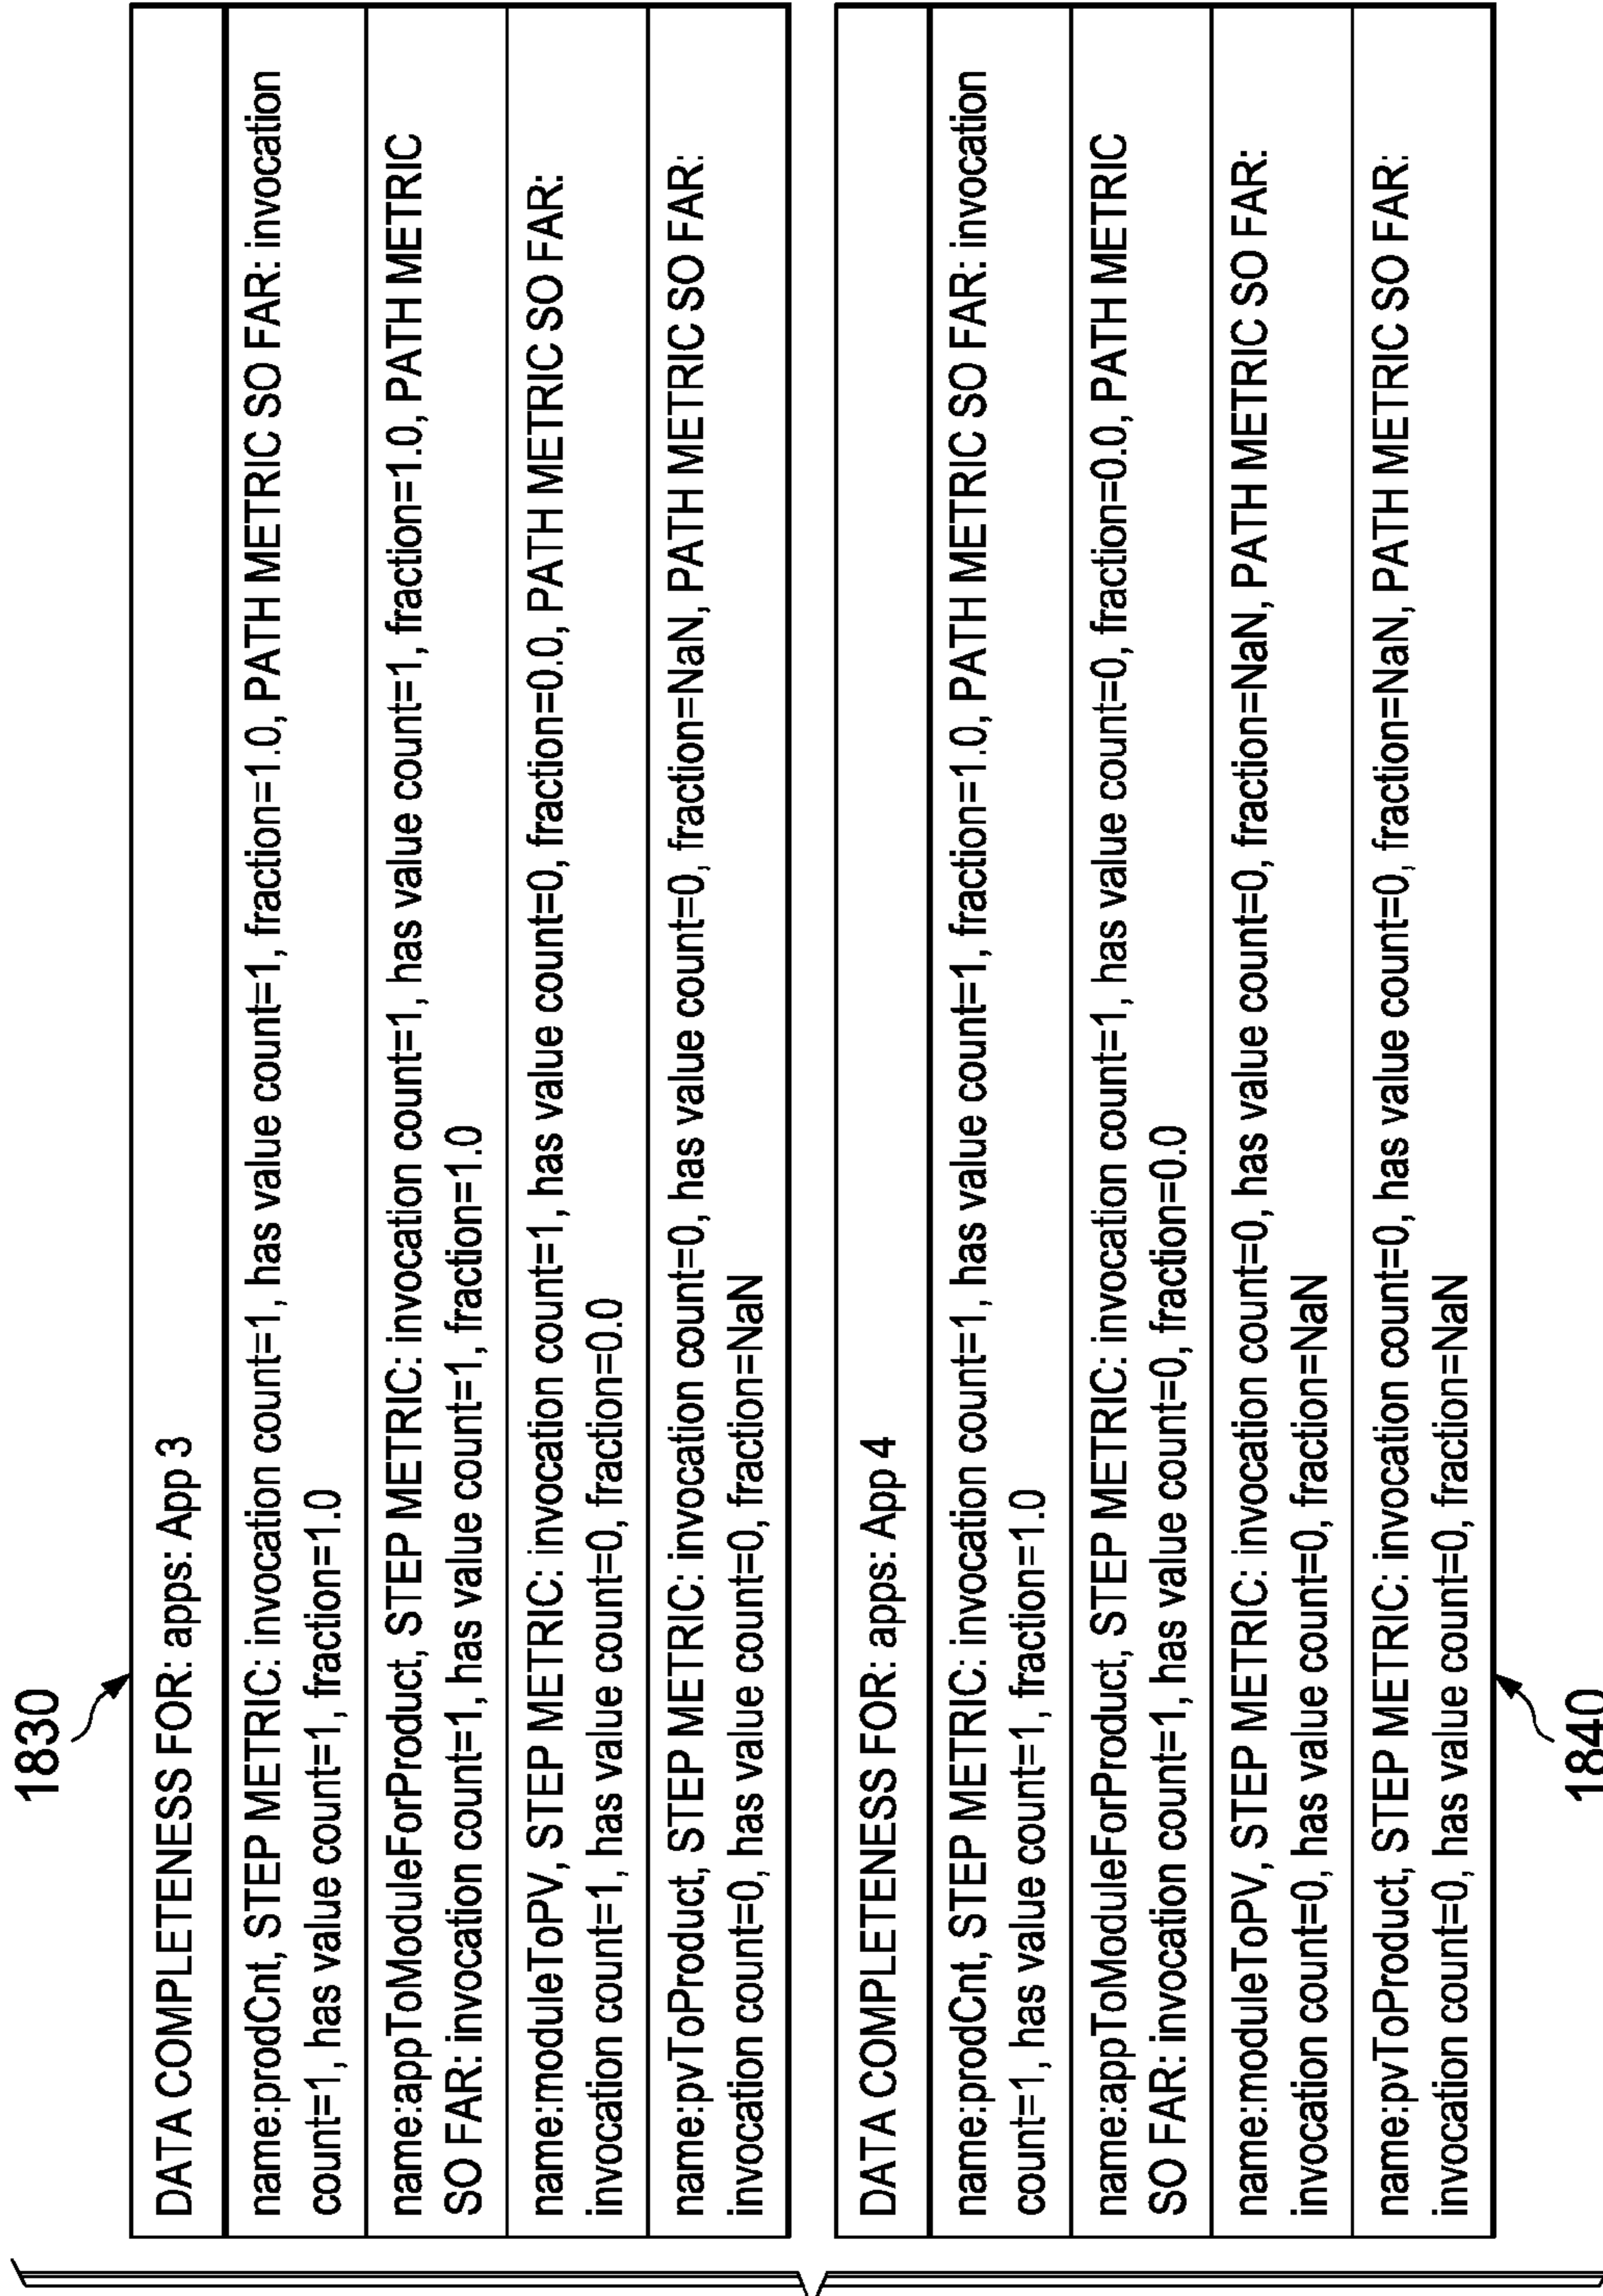 1830
DATA COMPLETENESS FOR: apps: App 3
name:prodCnt, STEP METRIC: invocation count=1, has value count=1, fraction=1.0, PATH METRIC SO FAR: invocation
count=1, has value count=1, fraction=1.0
name:appToModuleForProduct, STEP METRIC: invocation count=1, has value count=1, fraction=1.0, PATH METRIC
SO FAR: invocation count=1, has value count=1, fraction=1.0
name:moduleToPV, STEP METRIC: invocation count=1, has value count=0, fraction=0.0, PATH METRIC SO FAR:
invocation count=1, has value count=0, fraction=0.0
name:pvToProduct, STEP METRIC: invocation count=0, has value count=0, fraction=NaN, PATH METRIC SO FAR:
invocation count=0, has value count=0, fraction=NaN
DATA COMPLETENESS FOR: apps: App 4
name:prodCnt, STEP METRIC: invocation count=1, has value count=1, fraction=1.0, PATH METRIC SO FAR: invocation
count=1, has value count=1, fraction=1.0
name:appToModuleForProduct, STEP METRIC: invocation count=1, has value count=0, fraction=0.0, PATH METRIC
SO FAR: invocation count=1, has value count=0, fraction=0.0
name:moduleToPV, STEP METRIC: invocation count=0, has value count=0, fraction=NaN, PATH METRIC SO FAR:
invocation count=0, has value count=0, fraction=NaN
name:pvToProduct, STEP METRIC: invocation count=0, has value count=0, fraction=NaN, PATH METRIC SO FAR:
invocation count=0, has value count=0, fraction=NaN
1840